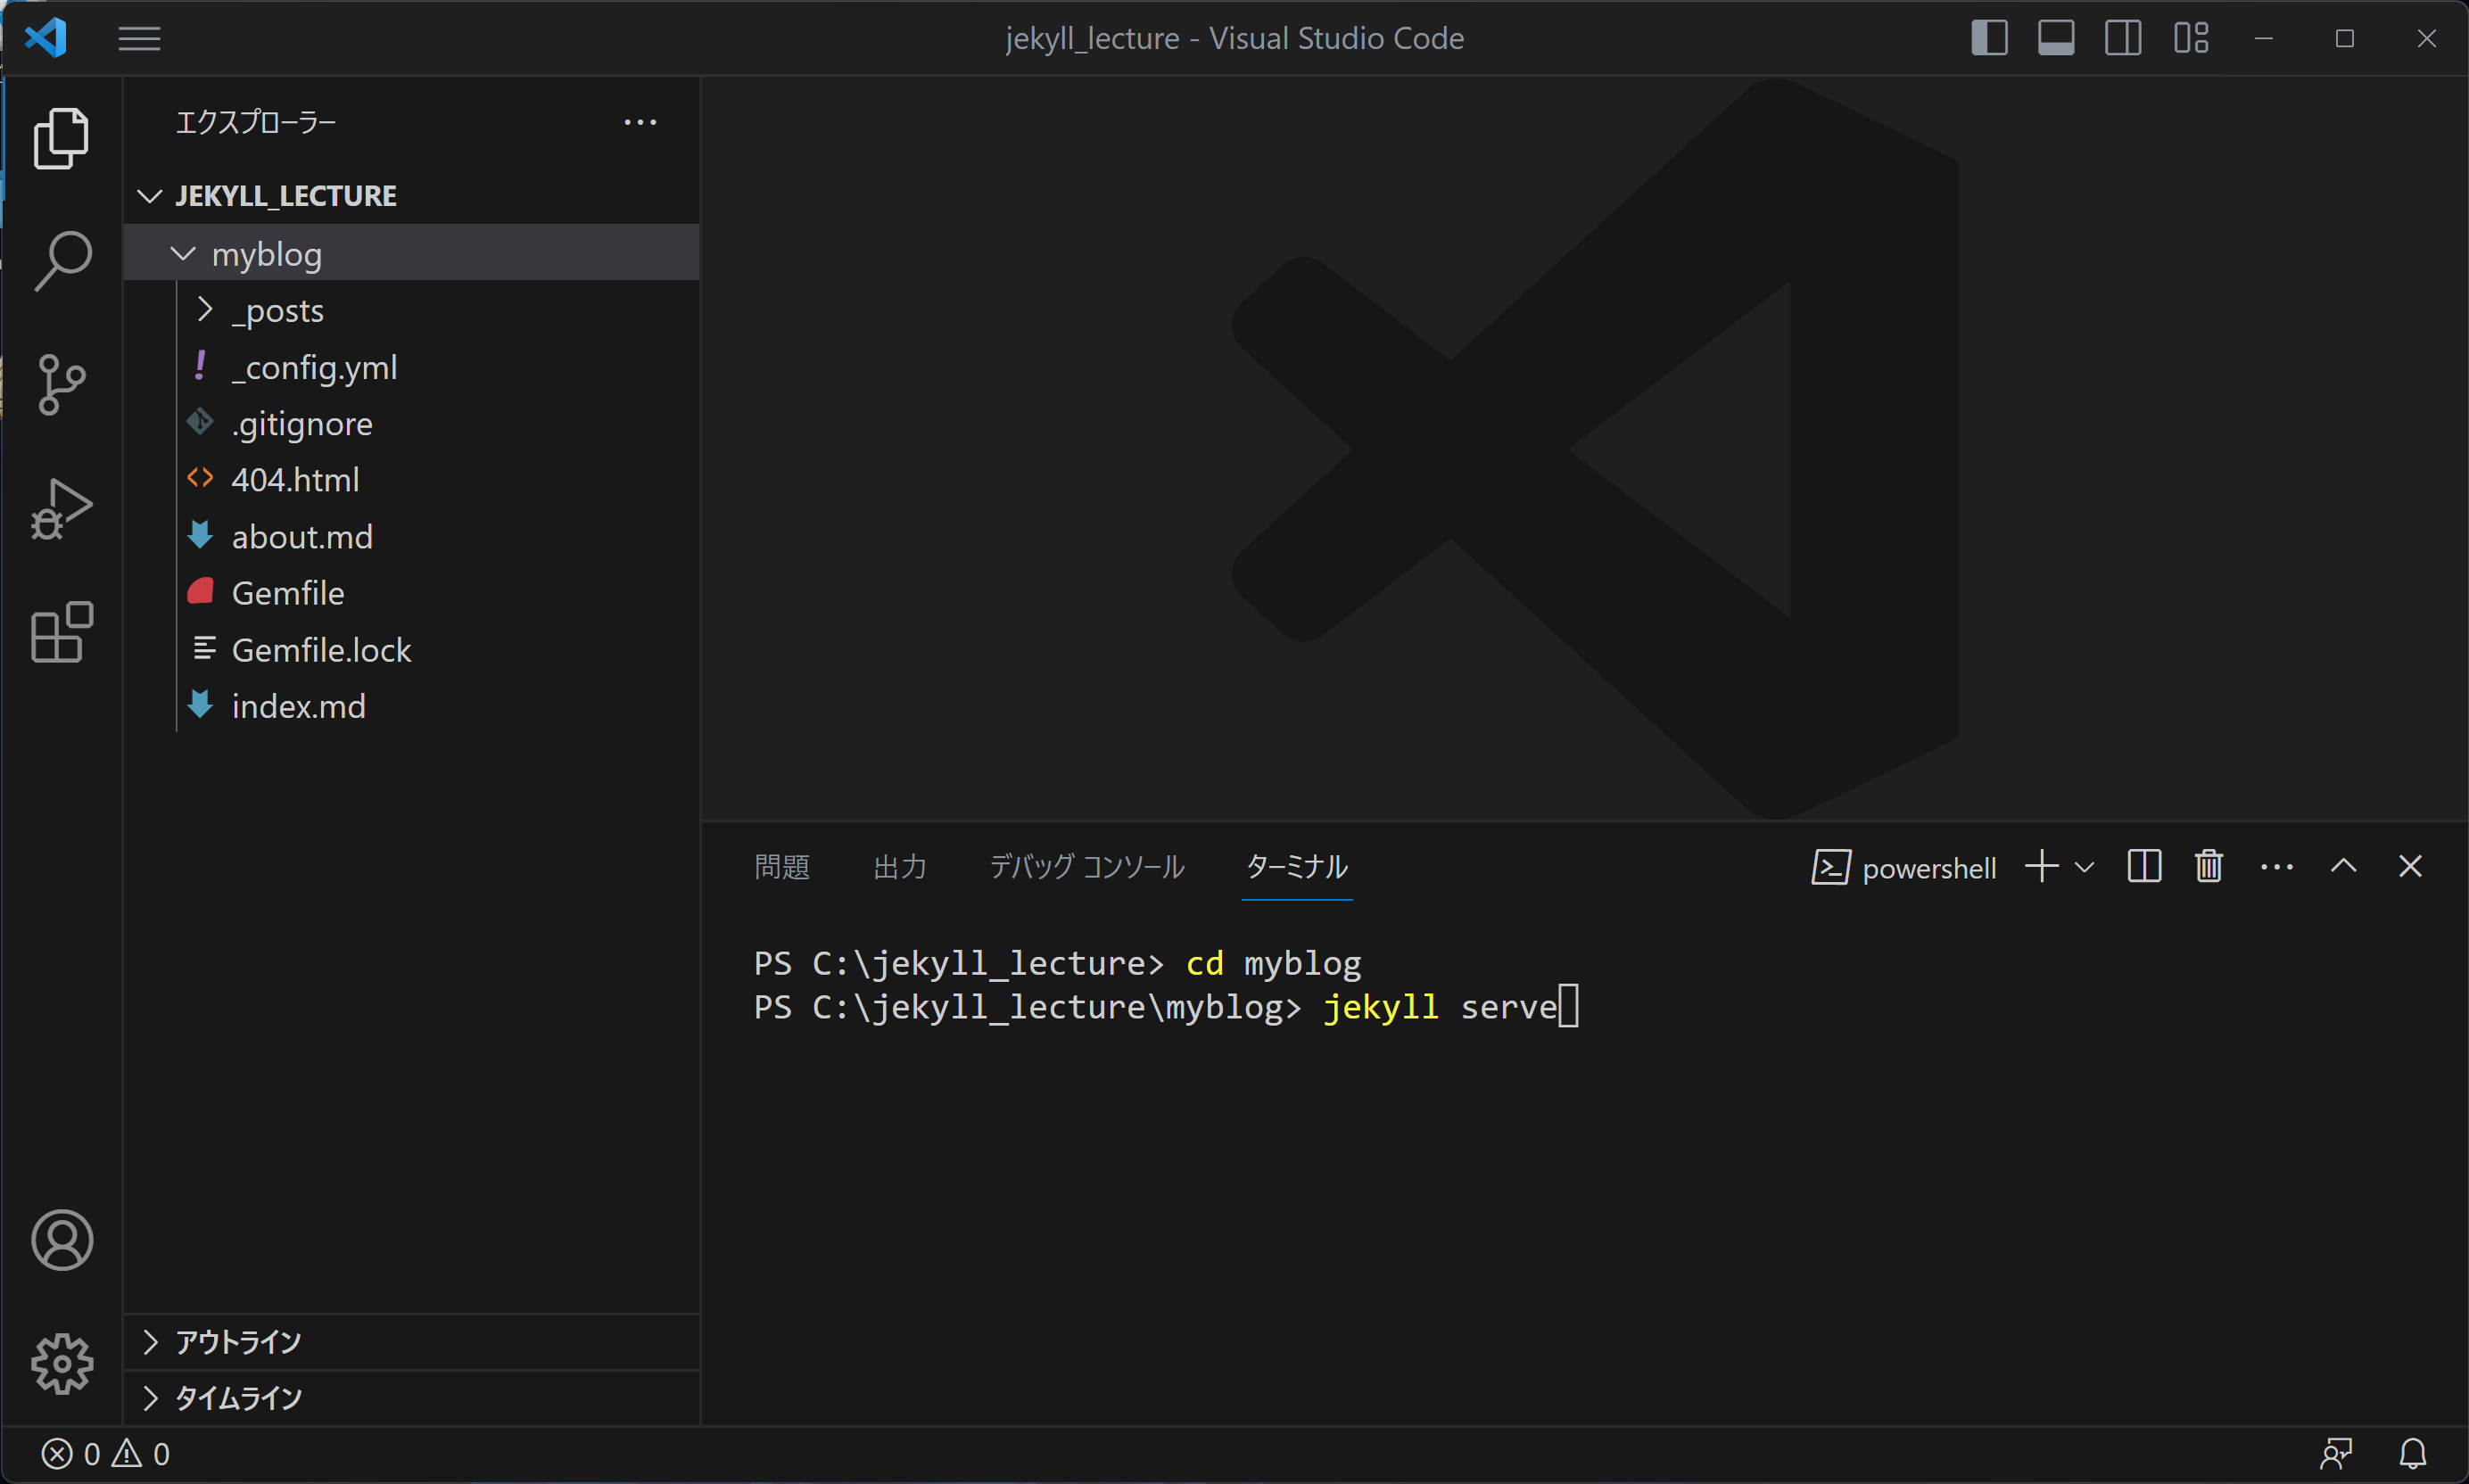 jekyll_lecture - Visual Studio Code
エクスプローラー
JEKYLL_LECTURE
myblog
_posts
_config.yml
.gitignore
404.html
about.md
Gemfile
Gemfile.lock
index.md
アウトライン
タイムライン
問題 出力 デバッグ コンソール ターミナル powershell
PS C:\jekyll_lecture> cd myblog
PS C:\jekyll_lecture\myblog> jekyll serve
0 0